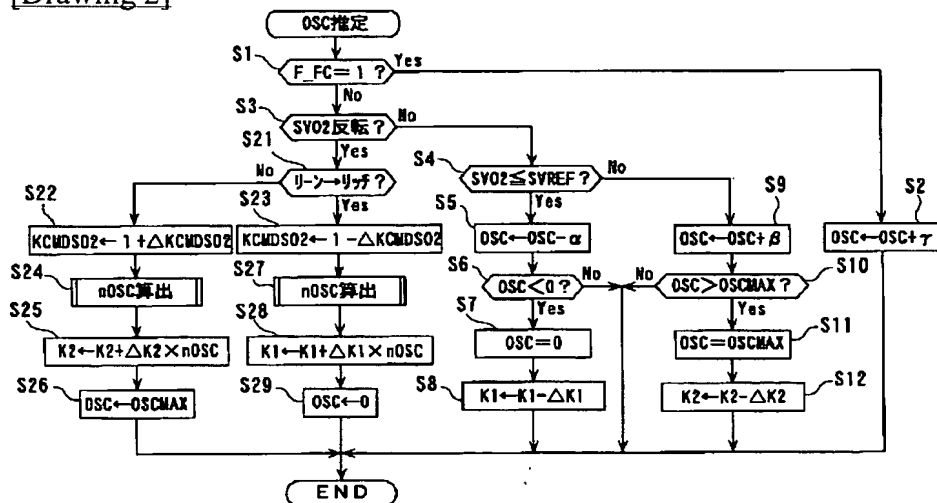 [Drawing 2]
OSC推定
S1
F_FC=1 ?
Yes
No
S3
SVO2反転?
No
Yes
S21
リーン→リッチ?
No
Yes
S4
SVO2≦SVREF?
No
Yes
S22
KCMDSO2←1+△KCMDSO2
S23
KCMDSO2←1-△KCMDSO2
S5
OSC←OSC-α
S9
OSC←OSC+β
S2
OSC←OSC+γ
S24
nOSC算出
S27
nOSC算出
S6
OSC<0?
No
Yes
S10
OSC>OSCMAX?
No
Yes
S25
K2←K2+△K2×nOSC
S28
K1←K1+△K1×nOSC
S7
OSC=0
S11
OSC=OSCMAX
S26
OSC←OSCMAX
S29
OSC←0
S8
K1←K1-△K1
S12
K2←K2-△K2
END